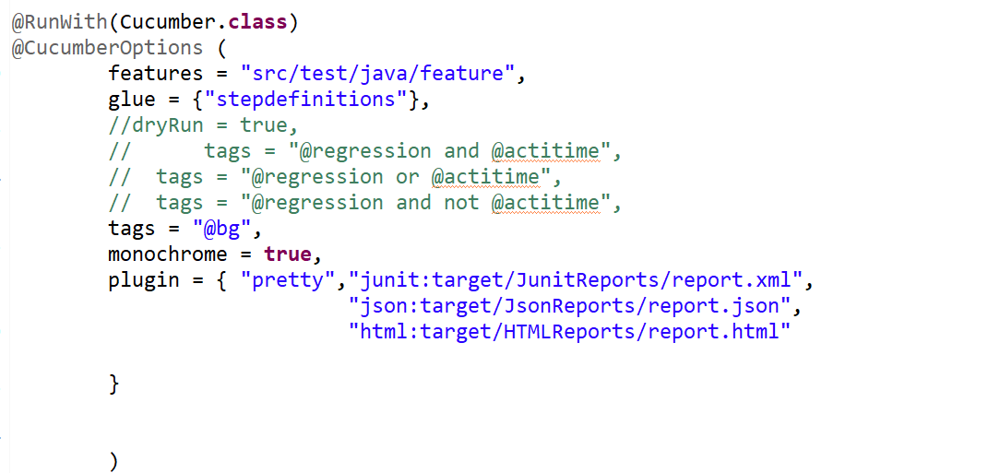 @RunWith(Cucumber.class)
@CucumberOptions (
        features = "src/test/java/feature",
        glue = {"stepdefinitions"},
        //dryRun = true,
        //      tags = "@regression and @actitime",
        //  tags = "@regression or @actitime",
        //  tags = "@regression and not @actitime",
        tags = "@bg",
        monochrome = true,
        plugin = { "pretty","junit:target/JunitReports/report.xml",
                            "json:target/JsonReports/report.json",
                            "html:target/HTMLReports/report.html"
        }
        )